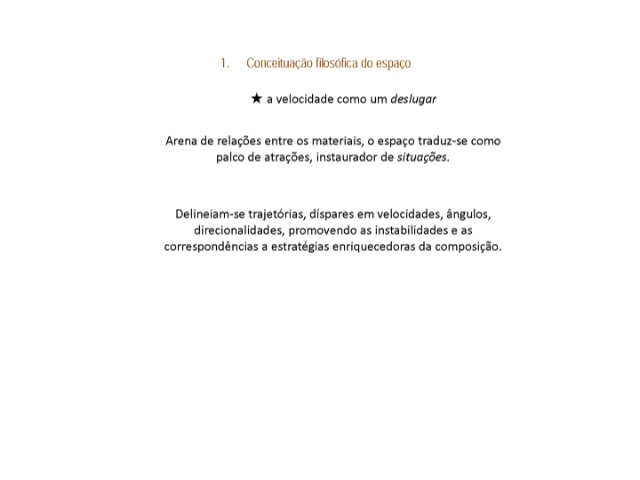 1. Conceituação filosófica do espaço
★ a velocidade como um deslugar
Arena de relações entre os materiais, o espaço traduz-se como
palco de atrações, instaurador de situações.
Delineiam-se trajetórias, díspares em velocidades, ângulos,
direcionalidades, promovendo as instabilidades e as
correspondências a estratégias enriquecedoras da composição.